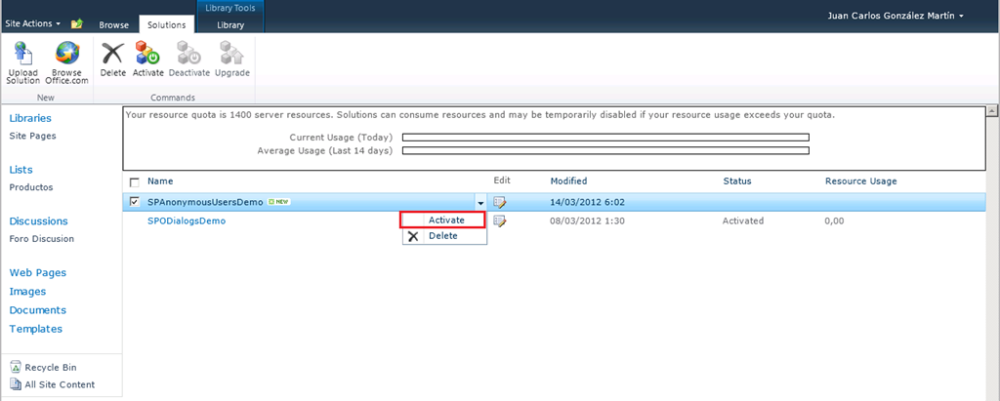 Library Tools
Site Actions Browse Solutions Library
Juan Carlos González Martín
Upload Solution
Browse Office.com
Delete
Activate
Deactivate
Upgrade
New
Commands
Libraries
Site Pages
Lists
Productos
Discussions
Foro Discusion
Web Pages
Images
Documents
Templates
Recycle Bin
All Site Content
Your resource quota is 1400 server resources. Solutions can consume resources and may be temporarily disabled if your resource usage exceeds your quota.
Current Usage (Today)
Average Usage (Last 14 days)
Name Edit Modified Status Resource Usage
SPAnonymousUsersDemo NEW 14/03/2012 6:02
SPODialogsDemo 08/03/2012 1:30 Activated 0,00
Activate
Delete